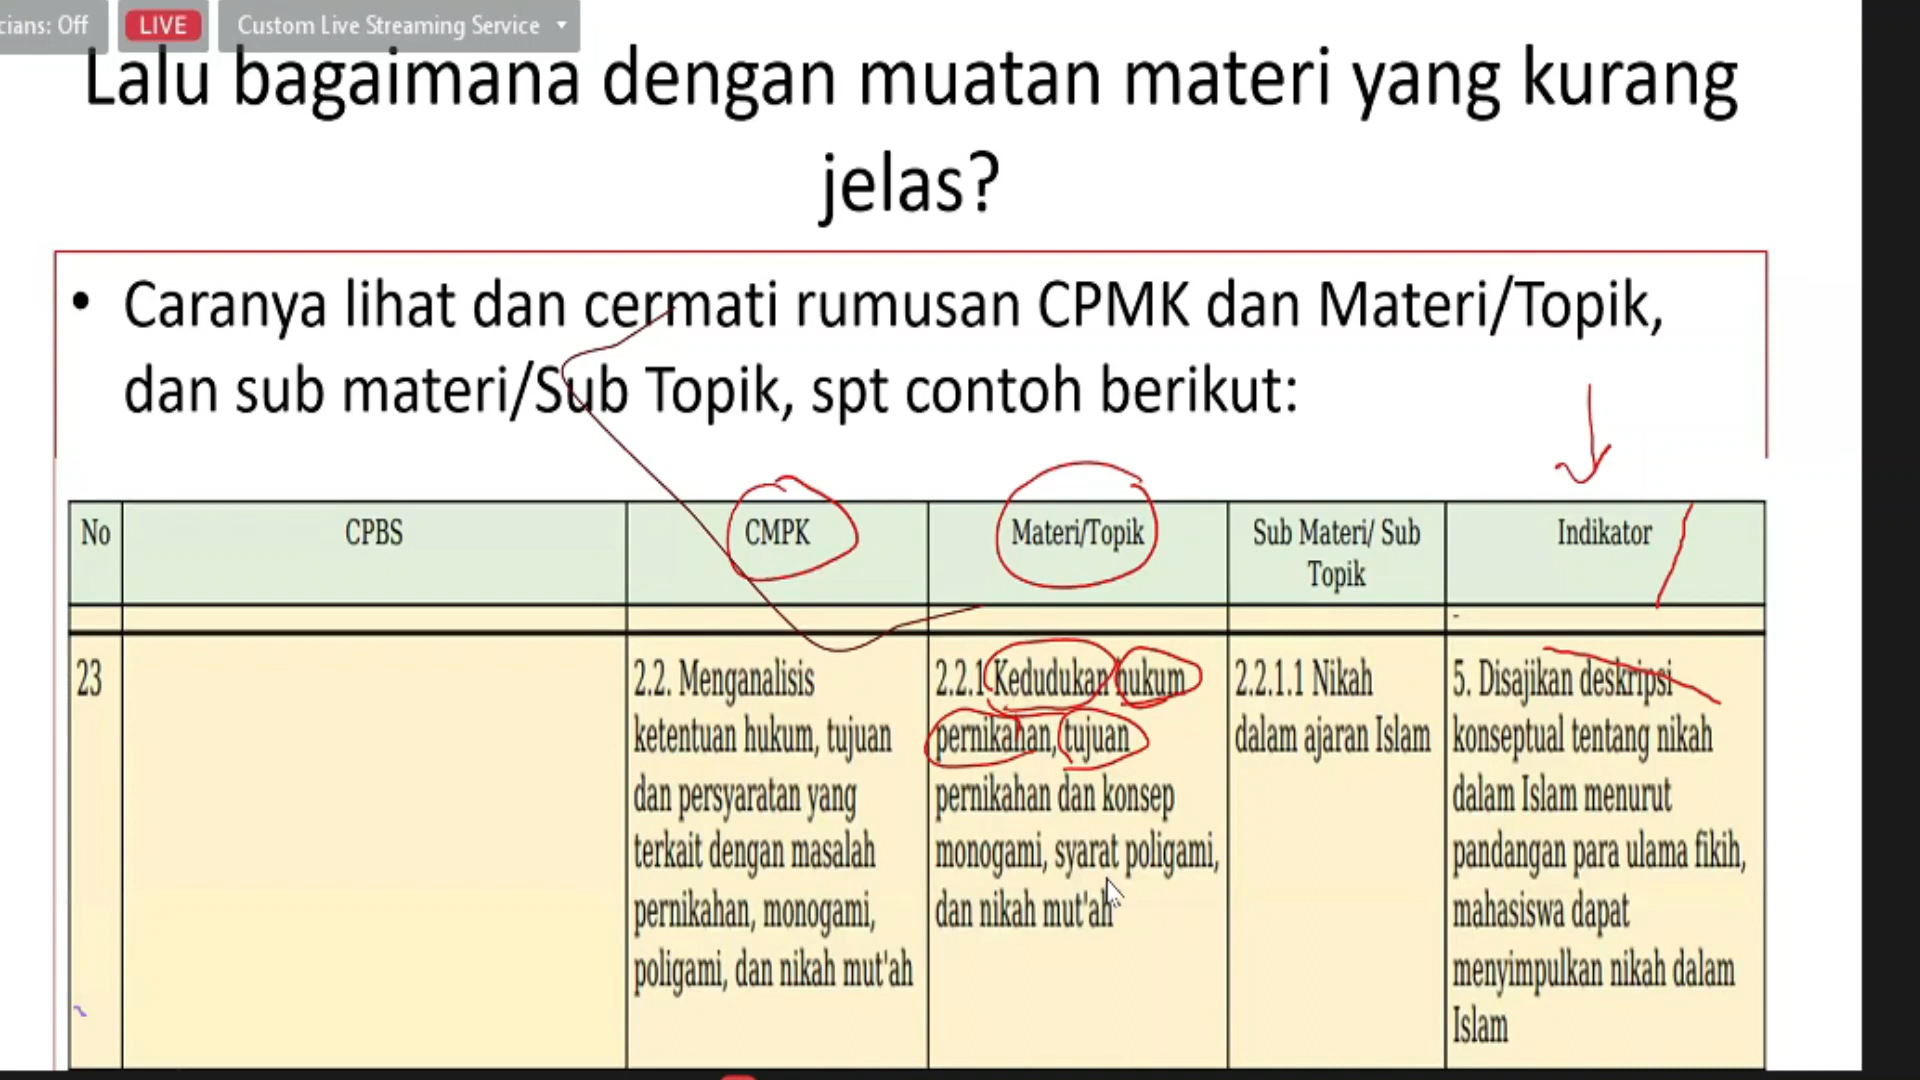 cians: Off LIVE Custom Live Streaming Service
Lalu bagaimana dengan muatan materi yang kurang
jelas?
• Caranya lihat dan cermati rumusan CPMK dan Materi/Topik,
dan sub materi/Sub Topik, spt contoh berikut:
No CPBS CMPK Materi/Topik Sub Materi/ Sub
Topik
Indikator
-
23
2.2. Menganalisis
ketentuan hukum, tujuan
dan persyaratan yang
terkait dengan masalah
pernikahan, monogami,
poligami, dan nikah mut'ah
2.2.1 Kedudukan hukum
pernikahan, tujuan
pernikahan dan konsep
monogami, syarat poligami,
dan nikah mut'ah
2.2.1.1 Nikah
dalam ajaran Islam
5. Disajikan deskripsi
konseptual tentang nikah
dalam Islam menurut
pandangan para ulama fikih,
mahasiswa dapat
menyimpulkan nikah dalam
Islam